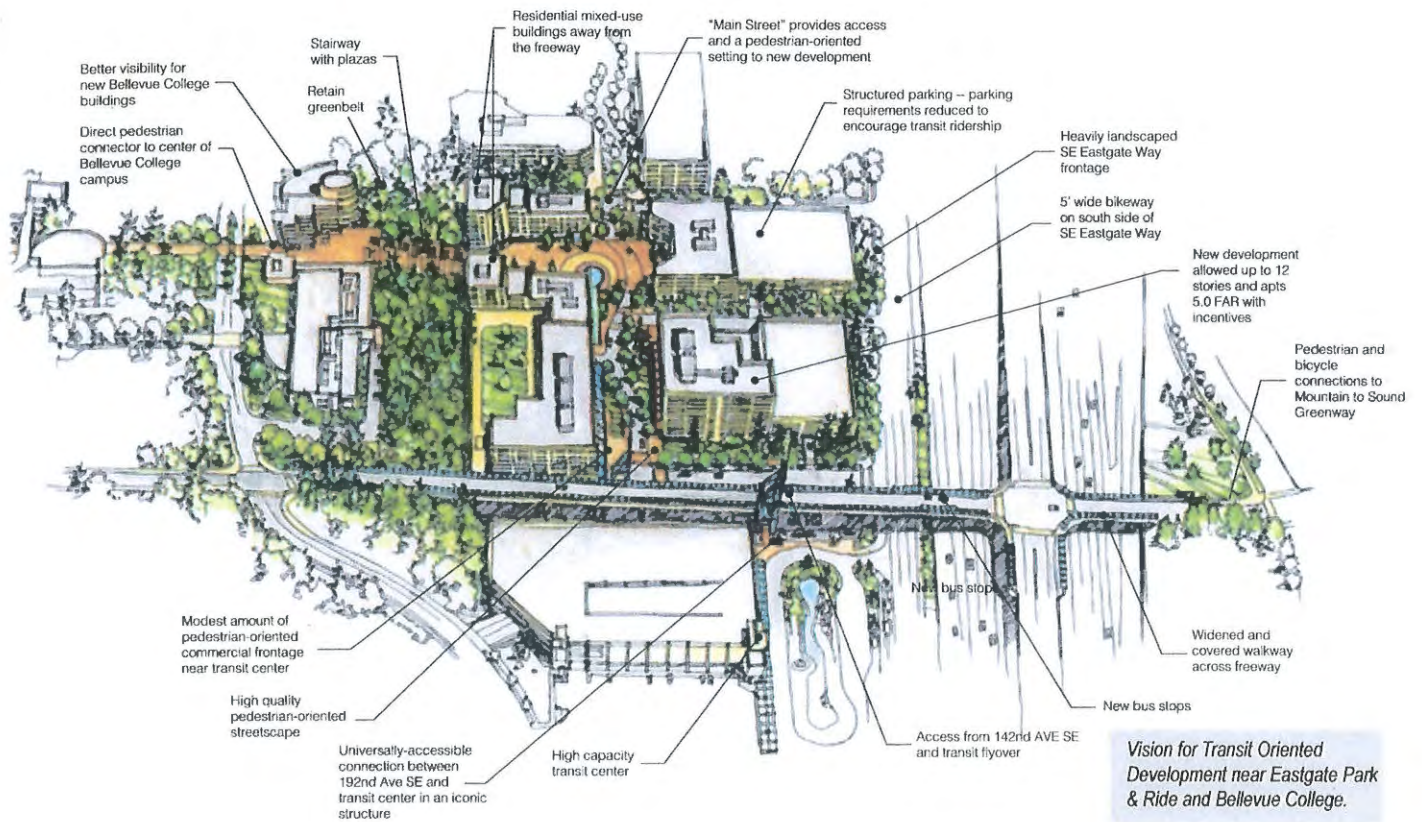 Residential mixed-use
buildings away from
the freeway
"Main Street" provides access
and a pedestrian-oriented
setting to new development
Stairway
with plazas
Better visibility for
new Bellevue College
buildings
Retain
greenbelt
Structured parking -- parking
requirements reduced to
encourage transit ridership
Direct pedestrian
connector to center of
Bellevue College
campus
Heavily landscaped
SE Eastgate Way
frontage
5' wide bikeway
on south side of
SE Eastgate Way
New development
allowed up to 12
stories and apts
5.0 FAR with
incentives
Pedestrian and
bicycle
connections to
Mountain to Sound
Greenway
New bus stop
Modest amount of
pedestrian-oriented
commercial frontage
near transit center
Widened and
covered walkway
across freeway
High quality
pedestrian-oriented
streetscape
New bus stops
Universally-accessible
connection between
192nd Ave SE and
transit center in an iconic
structure
High capacity
transit center
Access from 142nd AVE SE
and transit flyover
Vision for Transit Oriented
Development near Eastgate Park
& Ride and Bellevue College.